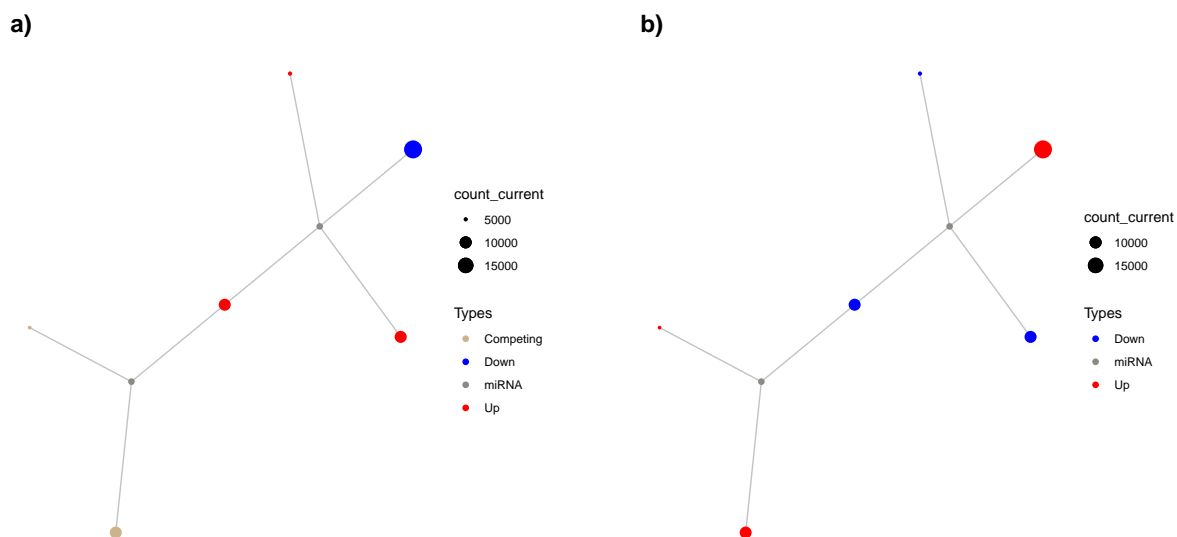 a)
count_current
5000
10000
15000
Types
Competing
Down
miRNA
Up
b)
count_current
10000
15000
Types
Down
miRNA
Up